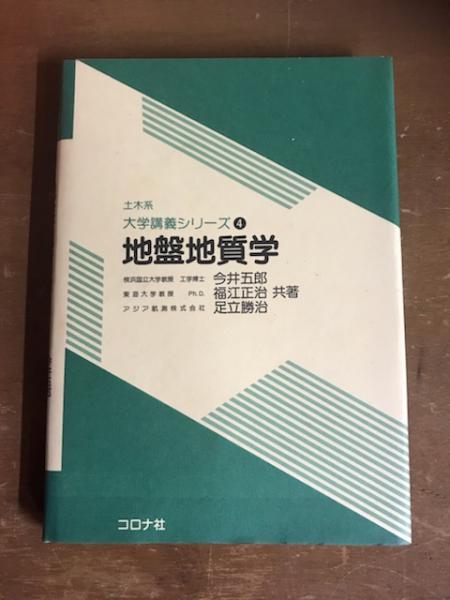 土木系
大学講義シリーズ4
地盤地質学
横浜国立大学教授 工学博士 今井五郎
東海大学教授 Ph.D. 福江正治 共著
アジア航測株式会社 足立勝治
コロナ社